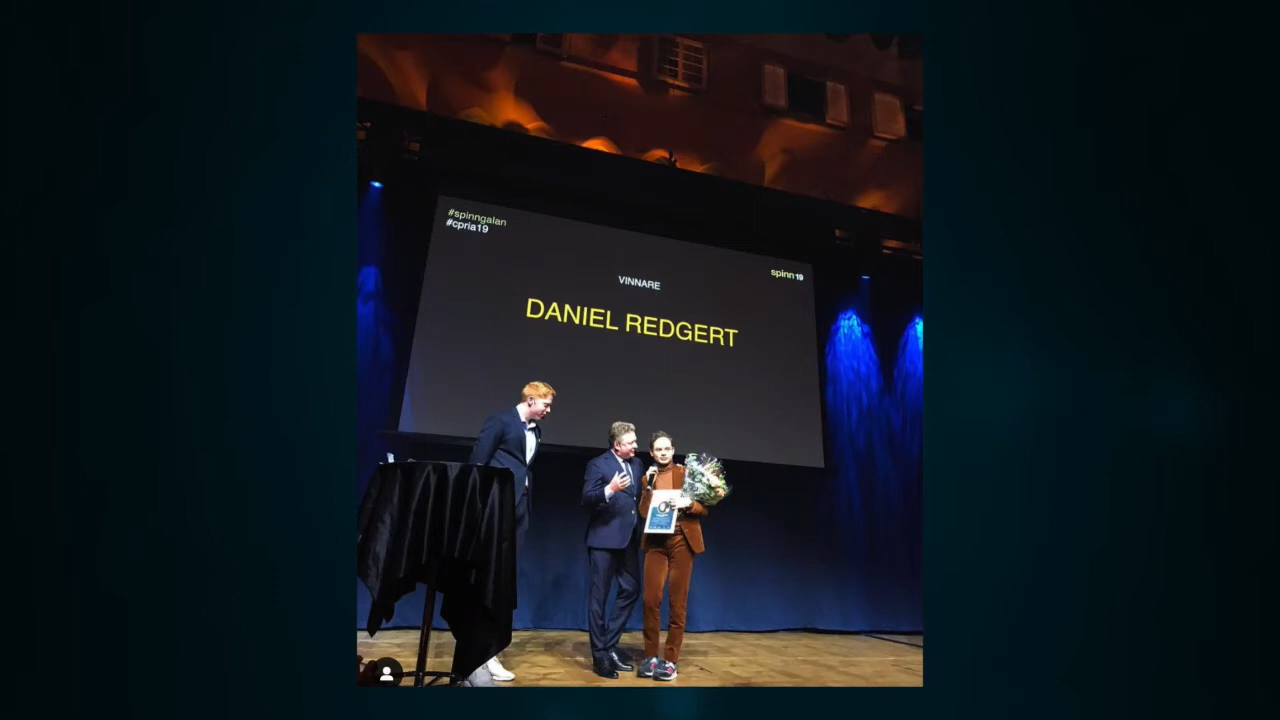 #spinngalan
#cpria19
spinn19
VINNARE
DANIEL REDGERT